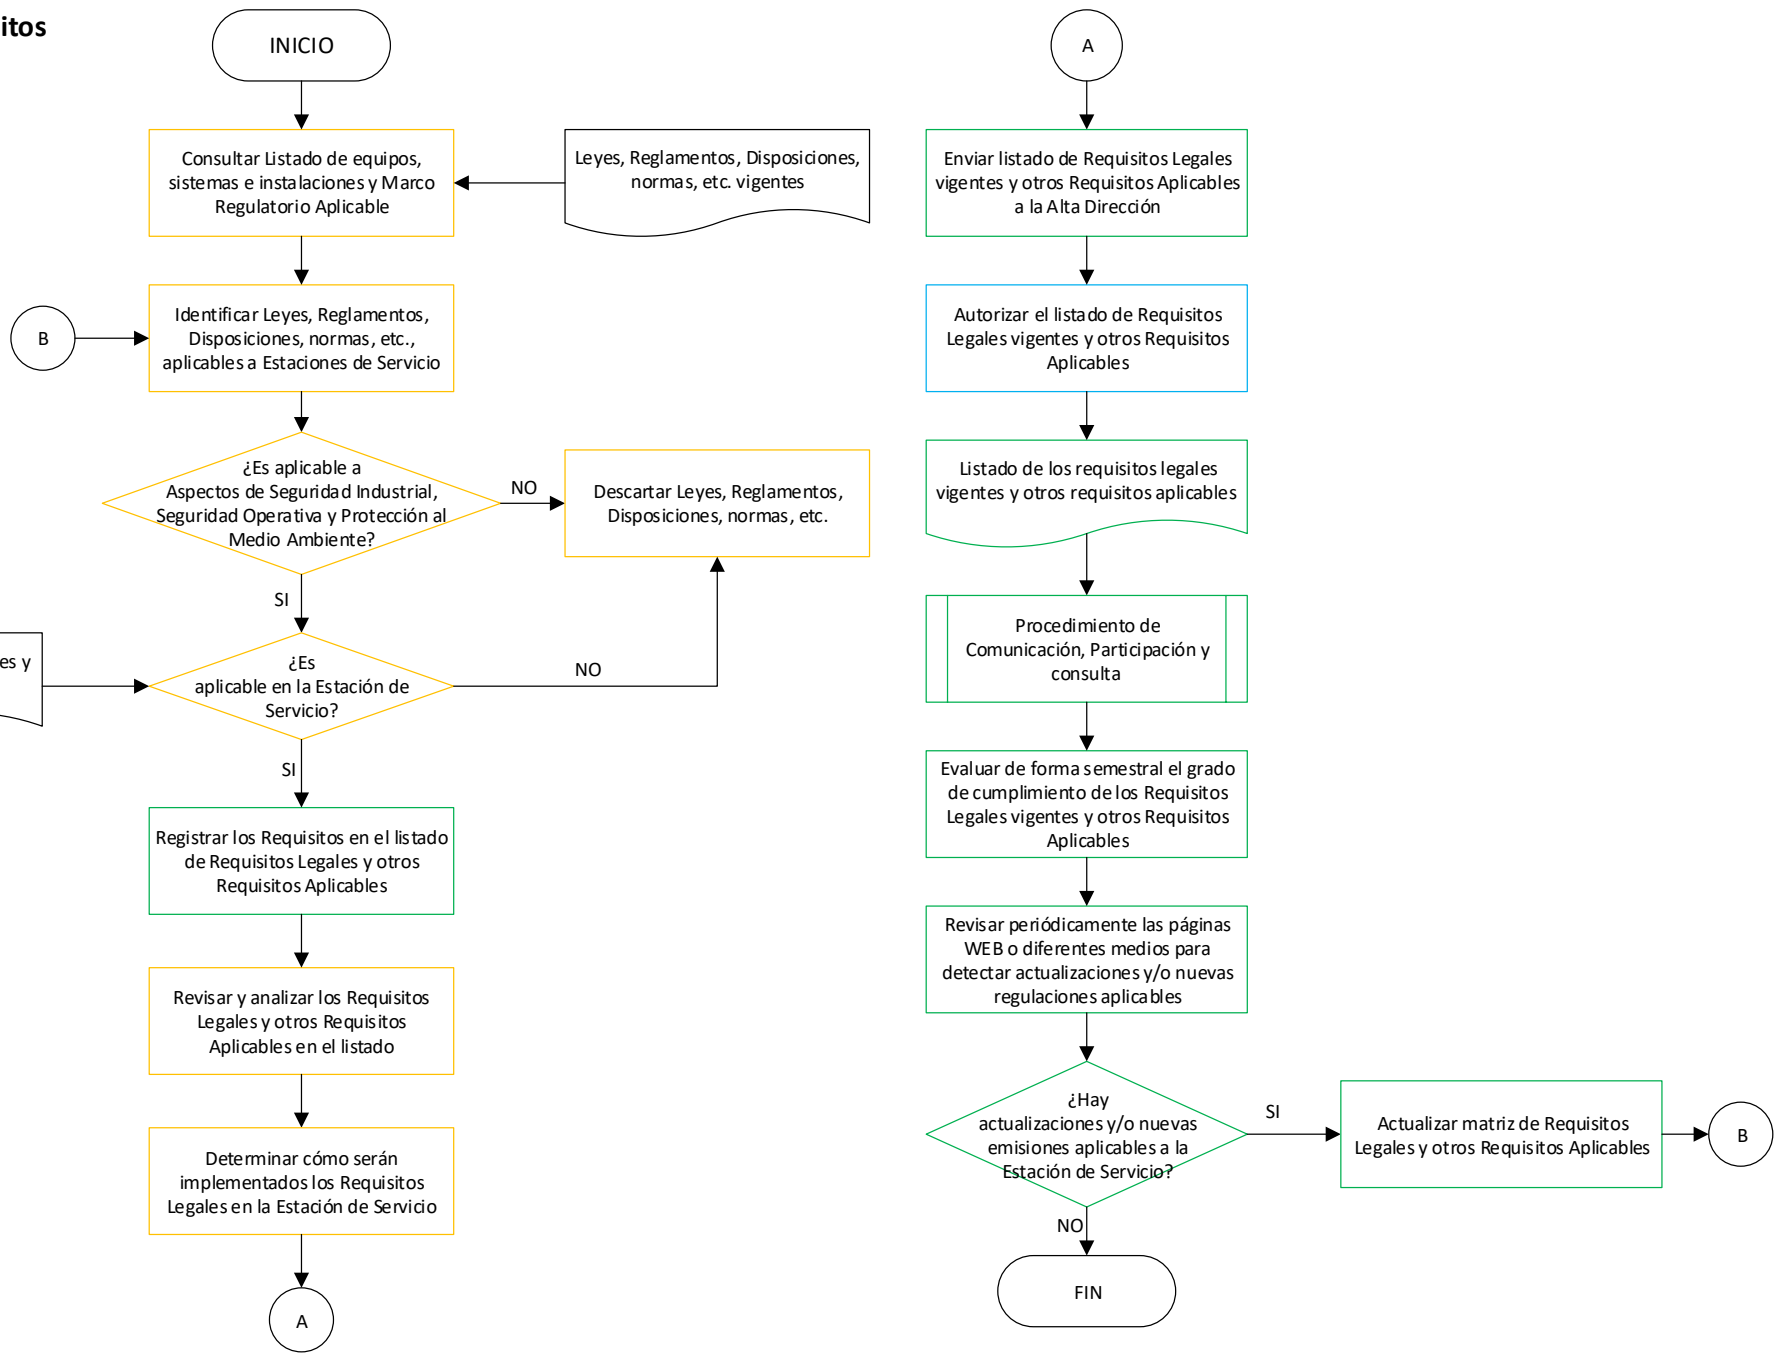 itos
INICIO
Consultar Listado de equipos,
sistemas e instalaciones y Marco
Regulatorio Aplicable
Leyes, Reglamentos, Disposiciones,
normas, etc. vigentes
B
Identificar Leyes, Reglamentos,
Disposiciones, normas, etc.,
aplicables a Estaciones de Servicio
¿Es aplicable a
Aspectos de Seguridad Industrial,
Seguridad Operativa y Protección al
Medio Ambiente?
NO
Descartar Leyes, Reglamentos,
Disposiciones, normas, etc.
SI
es y
¿Es
aplicable en la Estación de
Servicio?
NO
SI
Registrar los Requisitos en el listado
de Requisitos Legales y otros
Requisitos Aplicables
Revisar y analizar los Requisitos
Legales y otros Requisitos
Aplicables en el listado
Determinar cómo serán
implementados los Requisitos
Legales en la Estación de Servicio
A
A
Enviar listado de Requisitos Legales
vigentes y otros Requisitos Aplicables
a la Alta Dirección
Autorizar el listado de Requisitos
Legales vigentes y otros Requisitos
Aplicables
Listado de los requisitos legales
vigentes y otros requisitos aplicables
Procedimiento de
Comunicación, Participación y
consulta
Evaluar de forma semestral el grado
de cumplimiento de los Requisitos
Legales vigentes y otros Requisitos
Aplicables
Revisar periódicamente las páginas
WEB o diferentes medios para
detectar actualizaciones y/o nuevas
regulaciones aplicables
¿Hay
actualizaciones y/o nuevas
emisiones aplicables a la
Estación de Servicio?
SI
Actualizar matriz de Requisitos
Legales y otros Requisitos Aplicables
B
NO
FIN